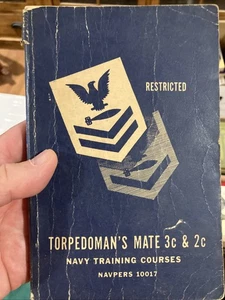 RESTRICTED
TORPEDOMAN'S MATE 3c & 2c
NAVY TRAINING COURSES
NAVPERS 10017